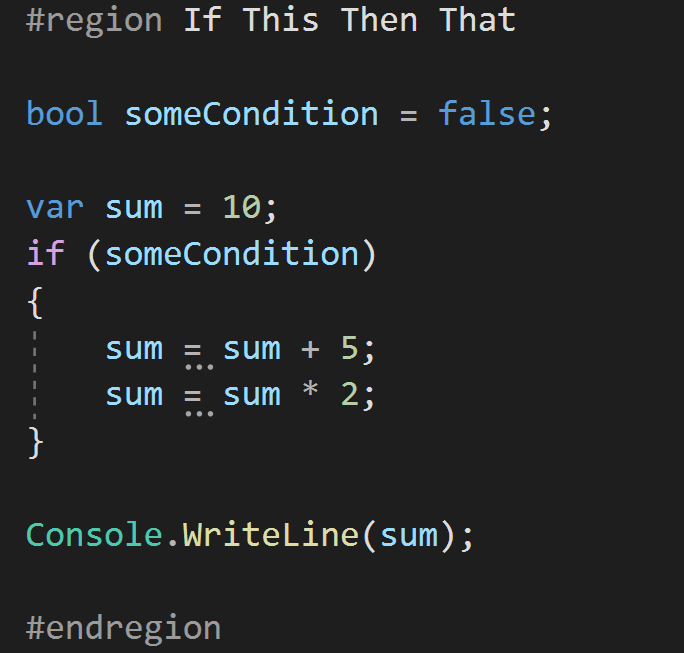 #region If This Then That
bool someCondition = false;
var sum = 10;
if (someCondition)
{
sum = sum + 5;
sum = sum * 2;
}
Console.WriteLine(sum);
#endregion